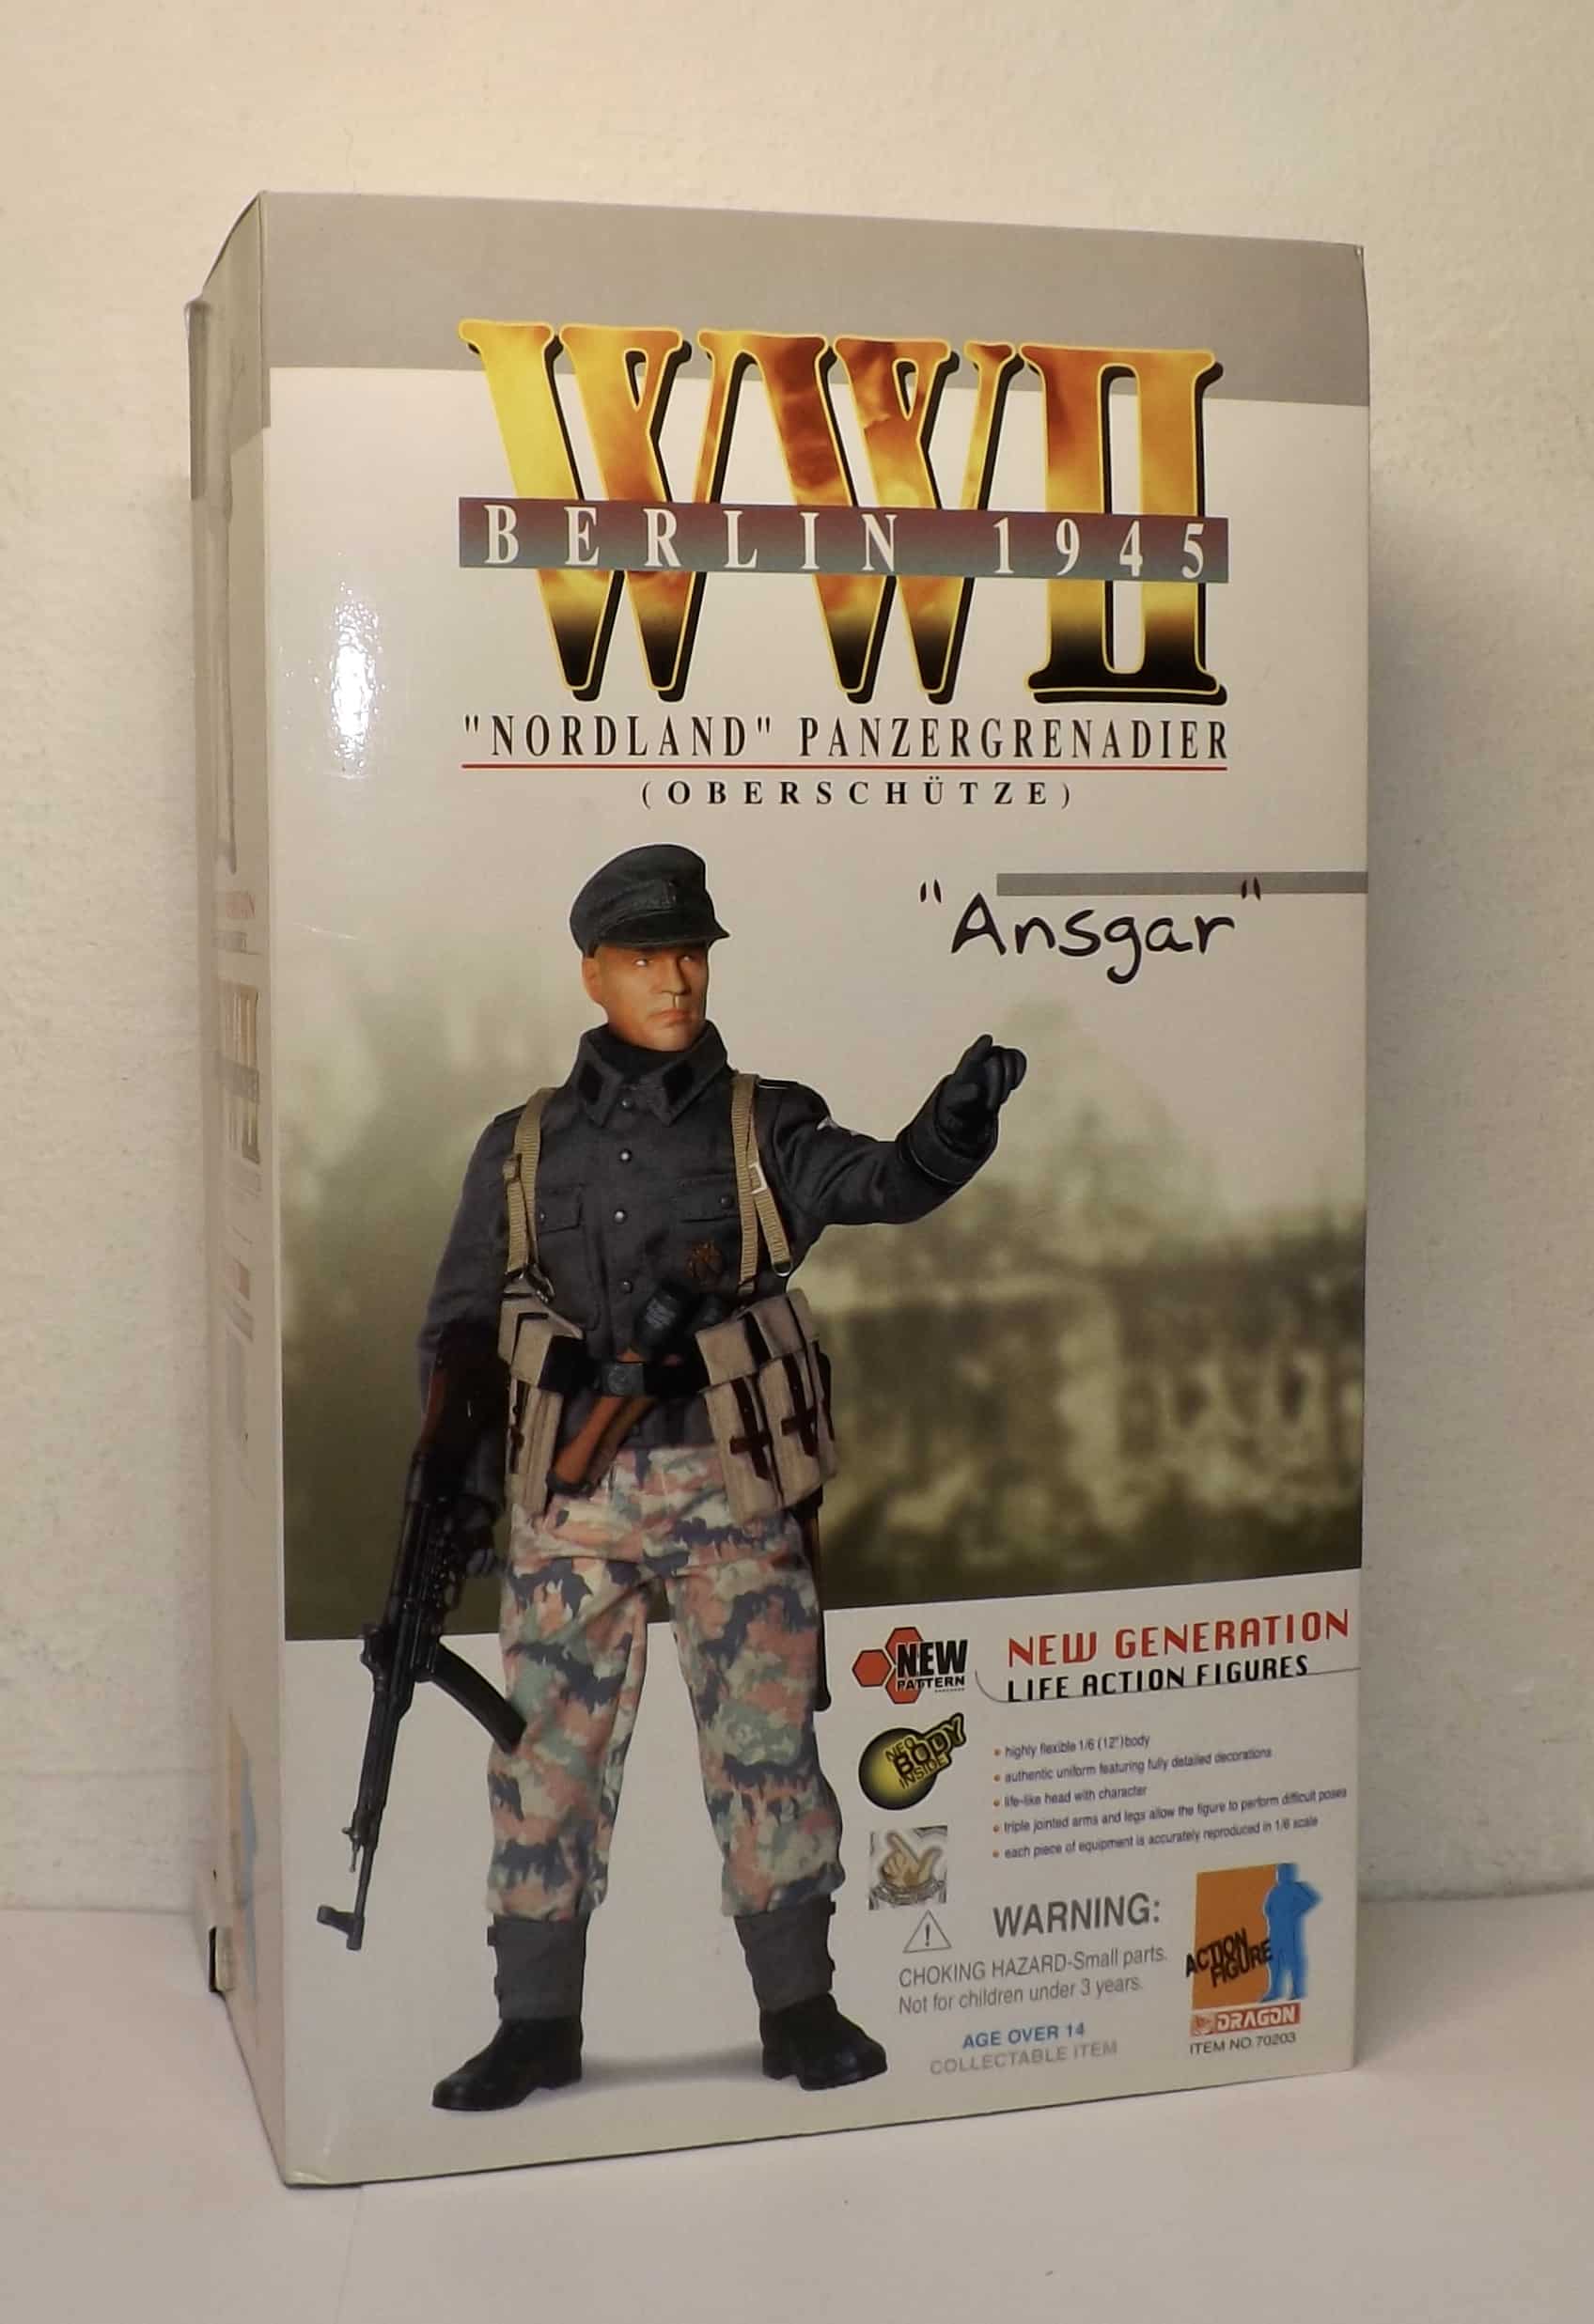 WWII
BERLIN 1945
"NORDLAND" PANZERGRENADIER
(OBERSCHÜTZE)
"Ansgar"
NEW
PATTERN
NEW GENERATION
LIFE ACTION FIGURES
NEO
BODY
INSIDE
• highly flexible 1/6 (12")body
• authentic uniform featuring fully detailed decorations
• life-like head with character
• triple jointed arms and legs allow the figure to perform difficult poses
• each piece of equipment is accurately reproduced in 1/6 scale
WARNING:
CHOKING HAZARD-Small parts.
Not for children under 3 years.
AGE OVER 14
COLLECTABLE ITEM
ACTION
FIGURE
DRAGON
ITEM NO.70203